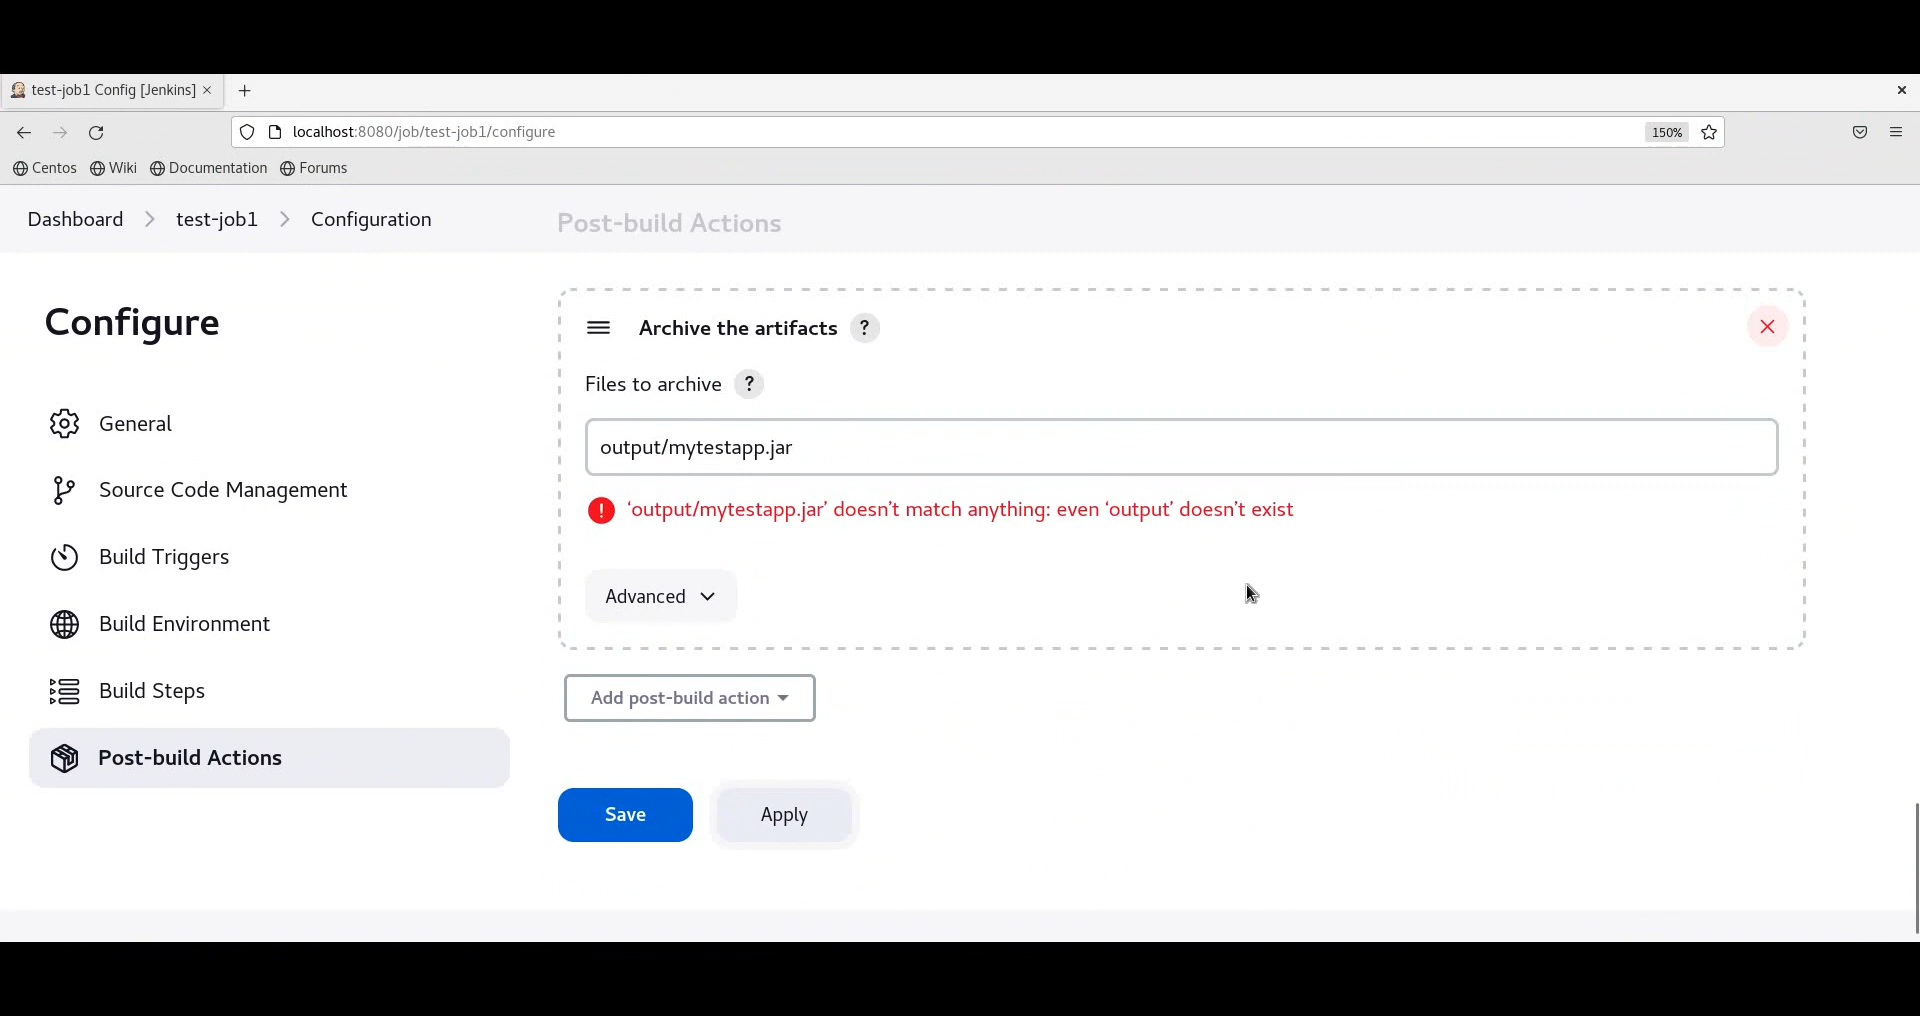 test-job1 Config [Jenkins]
localhost:8080/job/test-job1/configure
150%
Centos Wiki Documentation Forums
Dashboard > test-job1 > Configuration
Post-build Actions
Configure
General
Source Code Management
Build Triggers
Build Environment
Build Steps
Post-build Actions
Archive the artifacts ?
Files to archive ?
output/mytestapp.jar
‘output/mytestapp.jar’ doesn’t match anything: even ‘output’ doesn’t exist
Advanced
Add post-build action
Save Apply